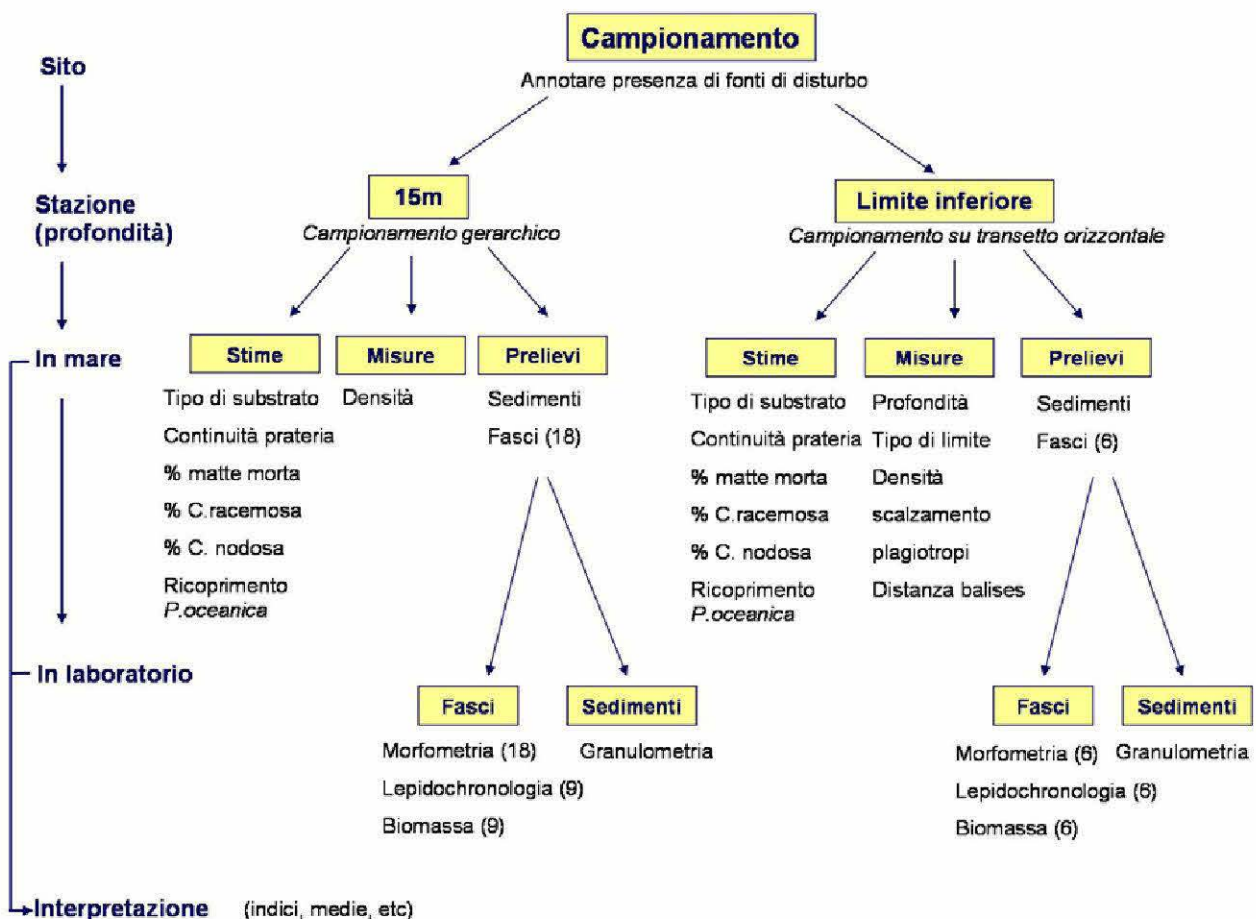 Campionamento
Annotare presenza di fonti di disturbo
Sito
Stazione
(profondità)
In mare
In laboratorio
Interpretazione (indici, medie, etc)
15m
Campionamento gerarchico
Stime
Tipo di substrato
Continuità prateria
% matte morta
% C.racemosa
% C. nodosa
Ricoprimento
P.oceanica
Misure
Densità
Prelievi
Sedimenti
Fasci (18)
Fasci
Morfometria (18)
Lepidochronologia (9)
Biomassa (9)
Sedimenti
Granulometria
Limite inferiore
Campionamento su transetto orizzontale
Stime
Tipo di substrato
Continuità prateria
% matte morta
% C.racemosa
% C. nodosa
Ricoprimento
P.oceanica
Misure
Profondità
Tipo di limite
Densità
scalzamento
plagiotropi
Distanza balises
Prelievi
Sedimenti
Fasci (6)
Fasci
Morfometria (6)
Lepidochronologia (6)
Biomassa (6)
Sedimenti
Granulometria